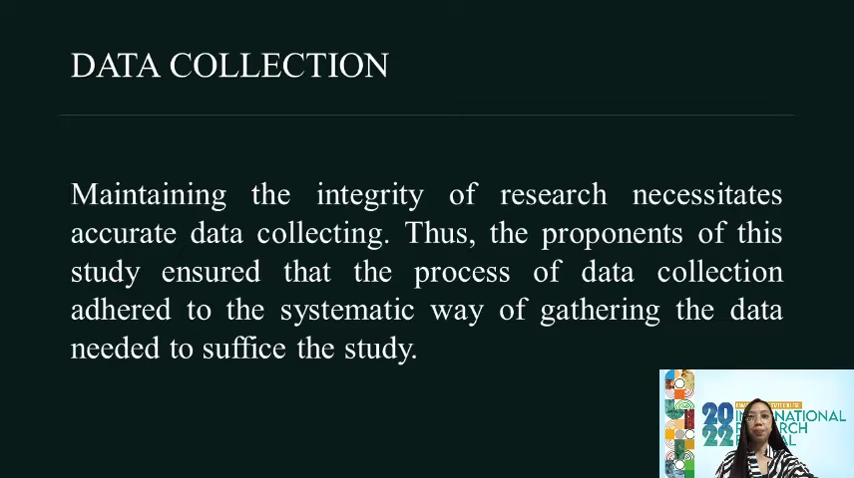 DATA COLLECTION
Maintaining the integrity of research necessitates
accurate data collecting. Thus, the proponents of this
study ensured that the process of data collection
adhered to the systematic way of gathering the data
needed to suffice the study.
20
22